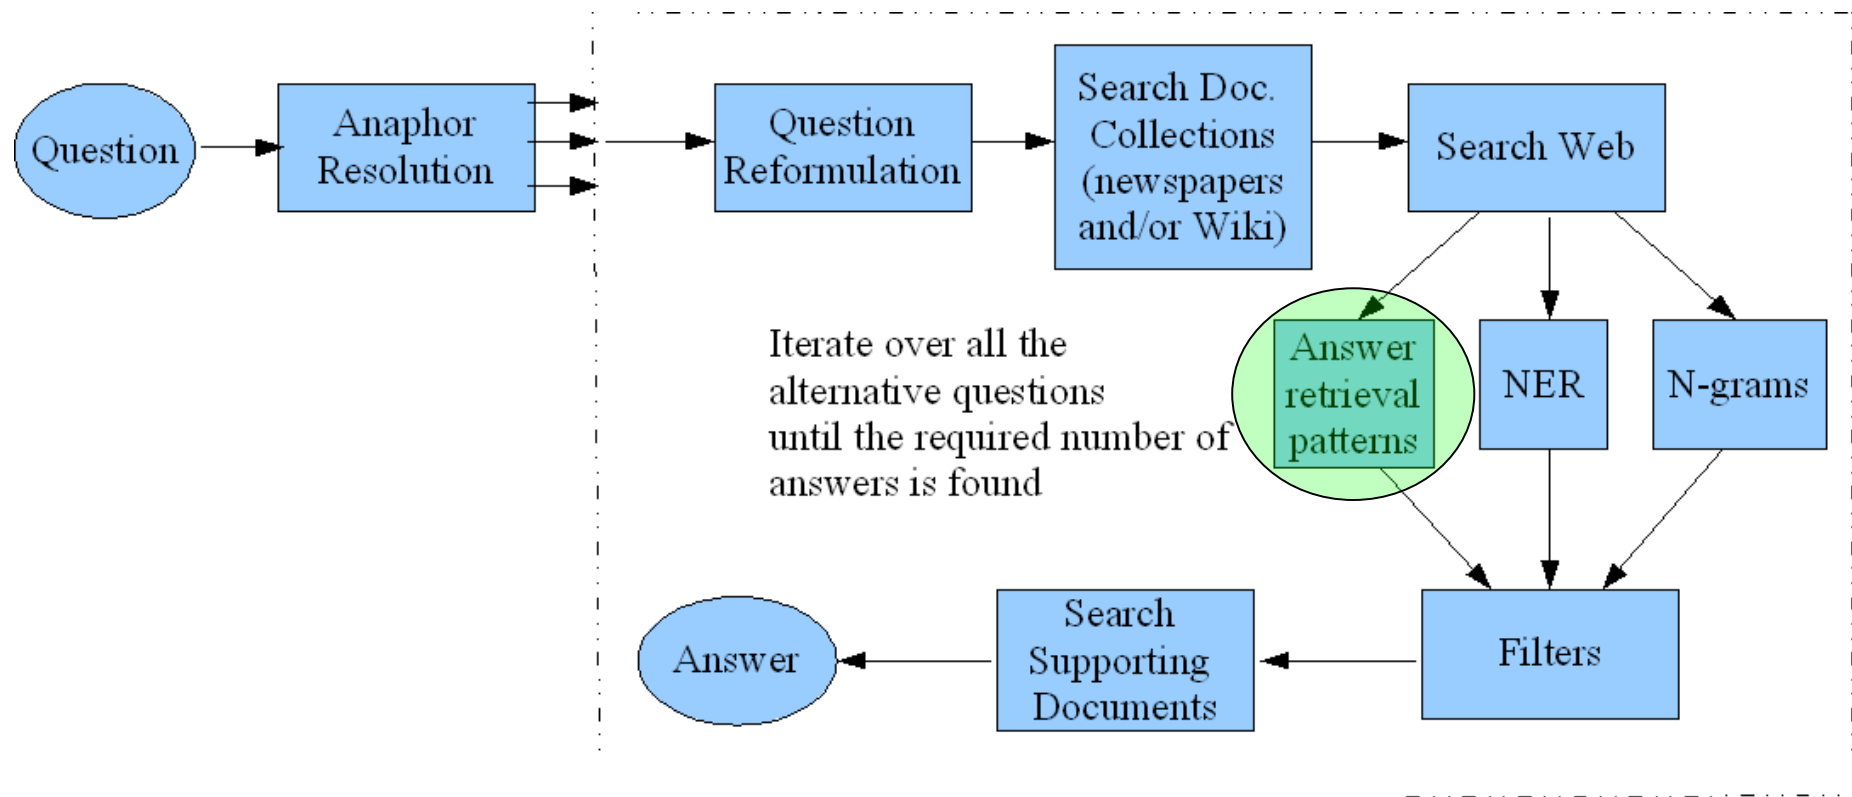 Question
Anaphor
Resolution
Question
Reformulation
Search Doc.
Collections
(newspapers
and/or Wiki)
Search Web
Iterate over all the
alternative questions
until the required number of
answers is found
Answer
retrieval
patterns
NER
N-grams
Answer
Search
Supporting
Documents
Filters